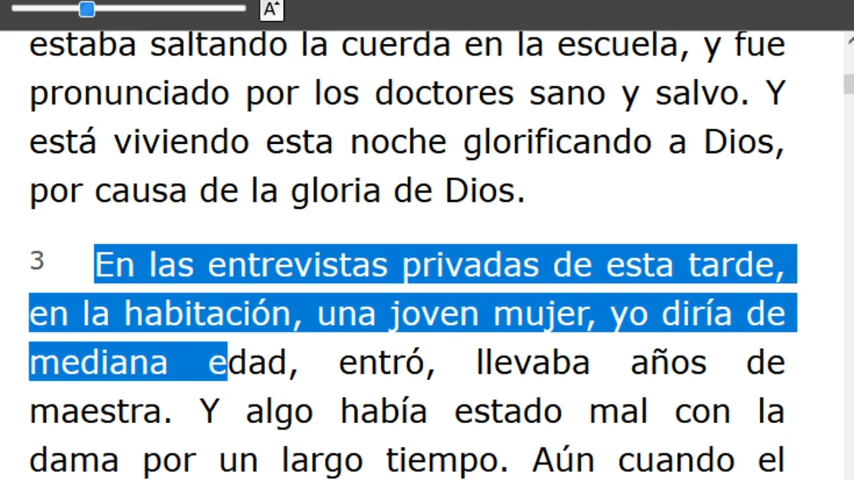 A
estaba saltando la cuerda en la escuela, y fue
pronunciado por los doctores sano y salvo. Y
está viviendo esta noche glorificando a Dios,
por causa de la gloria de Dios.
3 En las entrevistas privadas de esta tarde,
en la habitación, una joven mujer, yo diría de
mediana edad, entró, llevaba años de
maestra. Y algo había estado mal con la
dama por un largo tiempo. Aún cuando el